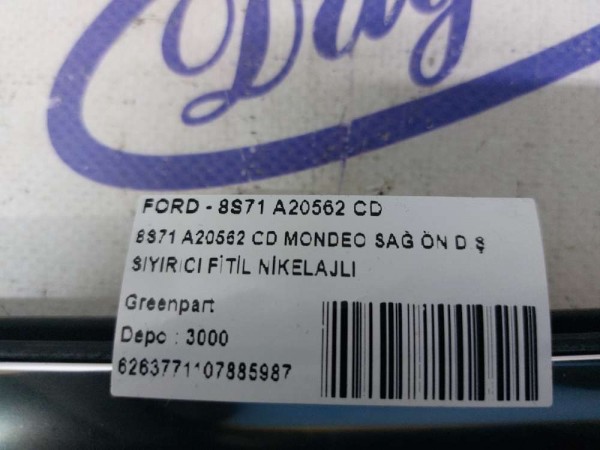 Drag
FORD - 8S71 A20562 CD
8S71 A20562 CD MONDEO SAĞ ÖN D Ş
SIYIRICI FİTİL NİKELAJLI
Greenpart
Depo : 3000
6263771107885987